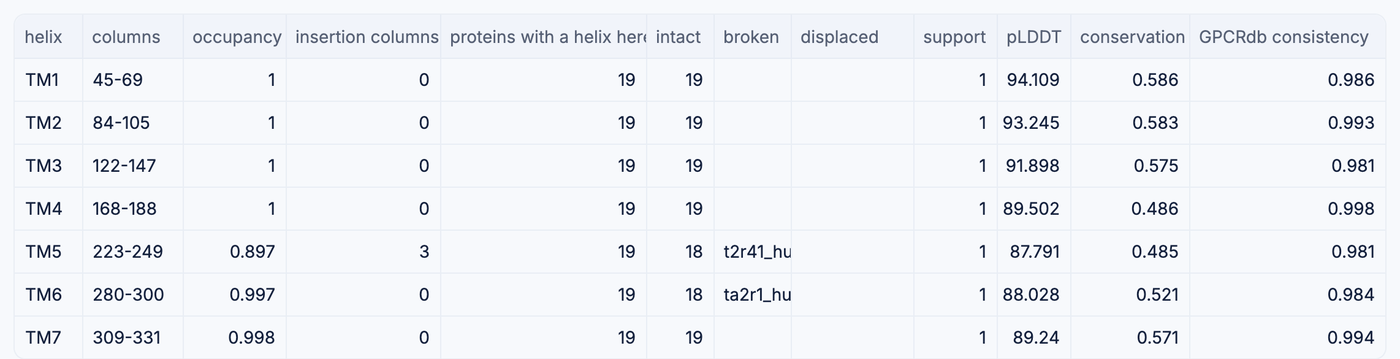 helix columns occupancy insertion columns proteins with a helix here intact broken displaced support pLDDT conservation GPCRdb consistency
TM1 45-69 1 0 19 19 1 94.109 0.586 0.986
TM2 84-105 1 0 19 19 1 93.245 0.583 0.993
TM3 122-147 1 0 19 19 1 91.898 0.575 0.981
TM4 168-188 1 0 19 19 1 89.502 0.486 0.998
TM5 223-249 0.897 3 19 18 t2r41_hu 1 87.791 0.485 0.981
TM6 280-300 0.997 0 19 18 ta2r1_hu 1 88.028 0.521 0.984
TM7 309-331 0.998 0 19 19 1 89.24 0.571 0.994